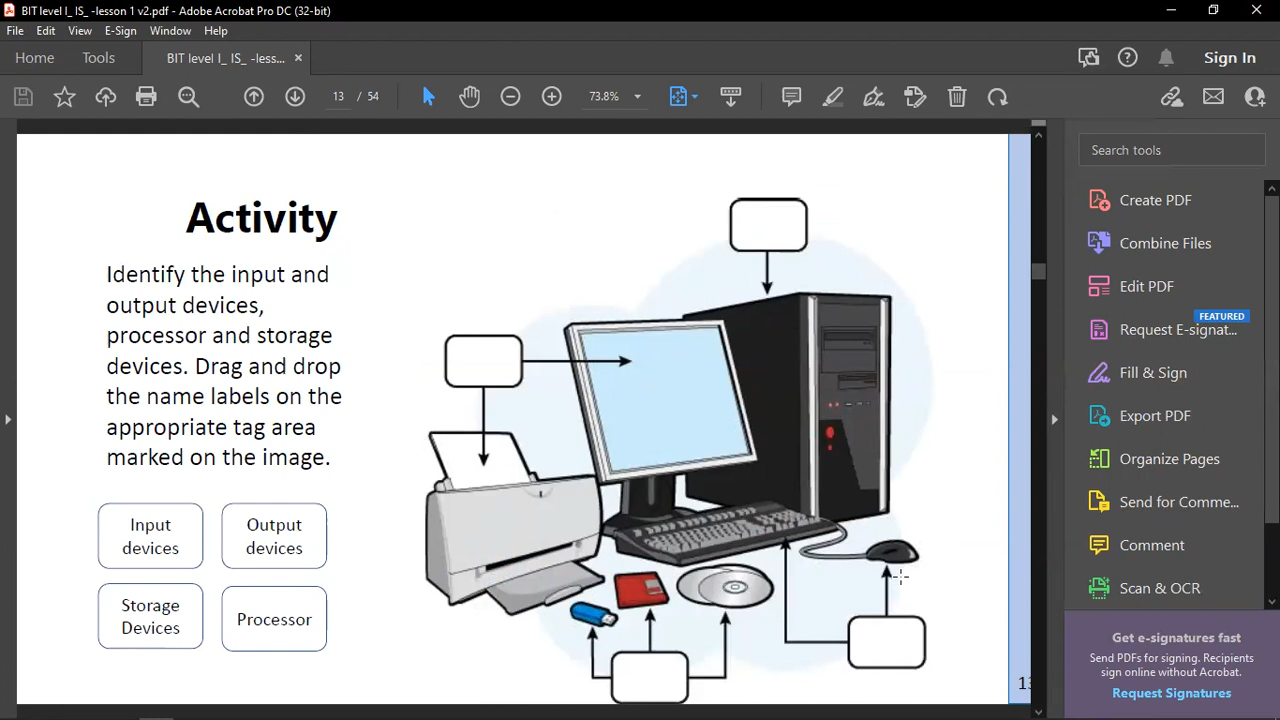 BIT level I_ IS_ -lesson 1 v2.pdf - Adobe Acrobat Pro DC (32-bit)
File Edit View E-Sign Window Help
Home Tools BIT level I_ IS_ -less... × Sign In
13 / 54 73.8%
Search tools
Activity
Identify the input and
output devices,
processor and storage
devices. Drag and drop
the name labels on the
appropriate tag area
marked on the image.
Input
devices
Output
devices
Storage
Devices
Processor
Create PDF
Combine Files
Edit PDF
FEATURED
Request E-signat...
Fill & Sign
Export PDF
Organize Pages
Send for Comme...
Comment
Scan & OCR
Get e-signatures fast
Send PDFs for signing. Recipients
sign online without Acrobat.
Request Signatures